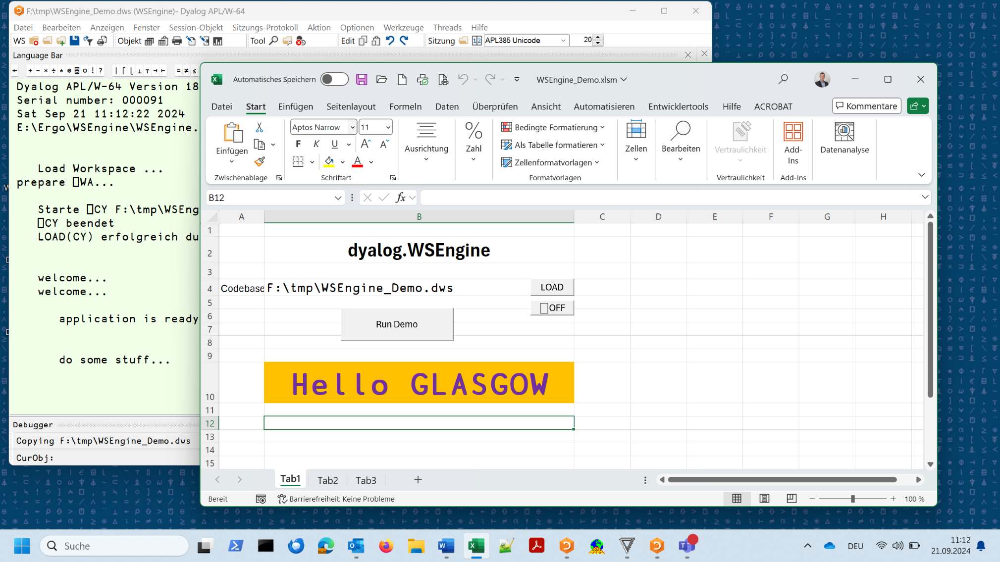 F:\tmp\WSEngine_Demo.dws (WSEngine)- Dyalog APL/W-64
Datei Bearbeiten Anzeigen Fenster Session-Objekt Sitzungs-Protokoll Aktion Optionen Werkzeuge Threads Hilfe
WS Objekt Tool Edit Sitzung APL385 Unicode 20
Language Bar
← + - × ÷ * ⍟ ⌹ ○ ! ? | ⌈ ⌊ ⊥ ⊤ ⊣ ⊢ = ≠ ≤
Dyalog APL/W-64 Version 18
Serial number: 000091
Sat Sep 21 11:12:22 2024
E:\Ergo\WSEngine\WSEngine.
Load Workspace ...
prepare ⎕WA...
Starte ⎕CY F:\tmp\WSEng
⎕CY beendet
LOAD(CY) erfolgreich du
welcome...
welcome...
application is ready
do some stuff...
Debugger
Copying F:\tmp\WSEngine_Demo.dws
CurObj:
Automatisches Speichern WSEngine_Demo.xlsm
Datei Start Einfügen Seitenlayout Formeln Daten Überprüfen Ansicht Automatisieren Entwicklertools Hilfe ACROBAT Kommentare
Einfügen
Zwischenablage
Aptos Narrow 11
F K U A A
A
Schriftart
Ausrichtung
Zahl
Bedingte Formatierung
Als Tabelle formatieren
Zellenformatvorlagen
Formatvorlagen
Zellen
Bearbeiten
Vertraulichkeit
Vertraulichkeit
Add-
Ins
Add-Ins
Datenanalyse
B12 fx
A B C D E F G H
1
2 dyalog.WSEngine
3
4 Codebase F:\tmp\WSEngine_Demo.dws LOAD
5 ⎕OFF
6
7 Run Demo
8
9
10 Hello GLASGOW
11
12
13
14
15
Tab1 Tab2 Tab3
Bereit Barrierefreiheit: Keine Probleme 100 %
Suche
DEU
11:12
21.09.2024